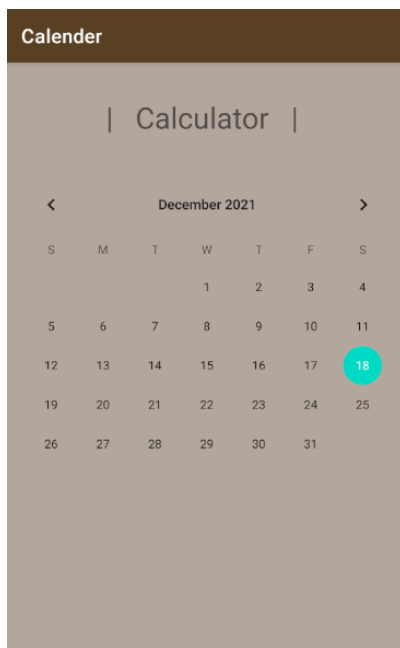 Calender
| Calculator |
December 2021
S M T W T F S
1 2 3 4
5 6 7 8 9 10 11
12 13 14 15 16 17 18
19 20 21 22 23 24 25
26 27 28 29 30 31